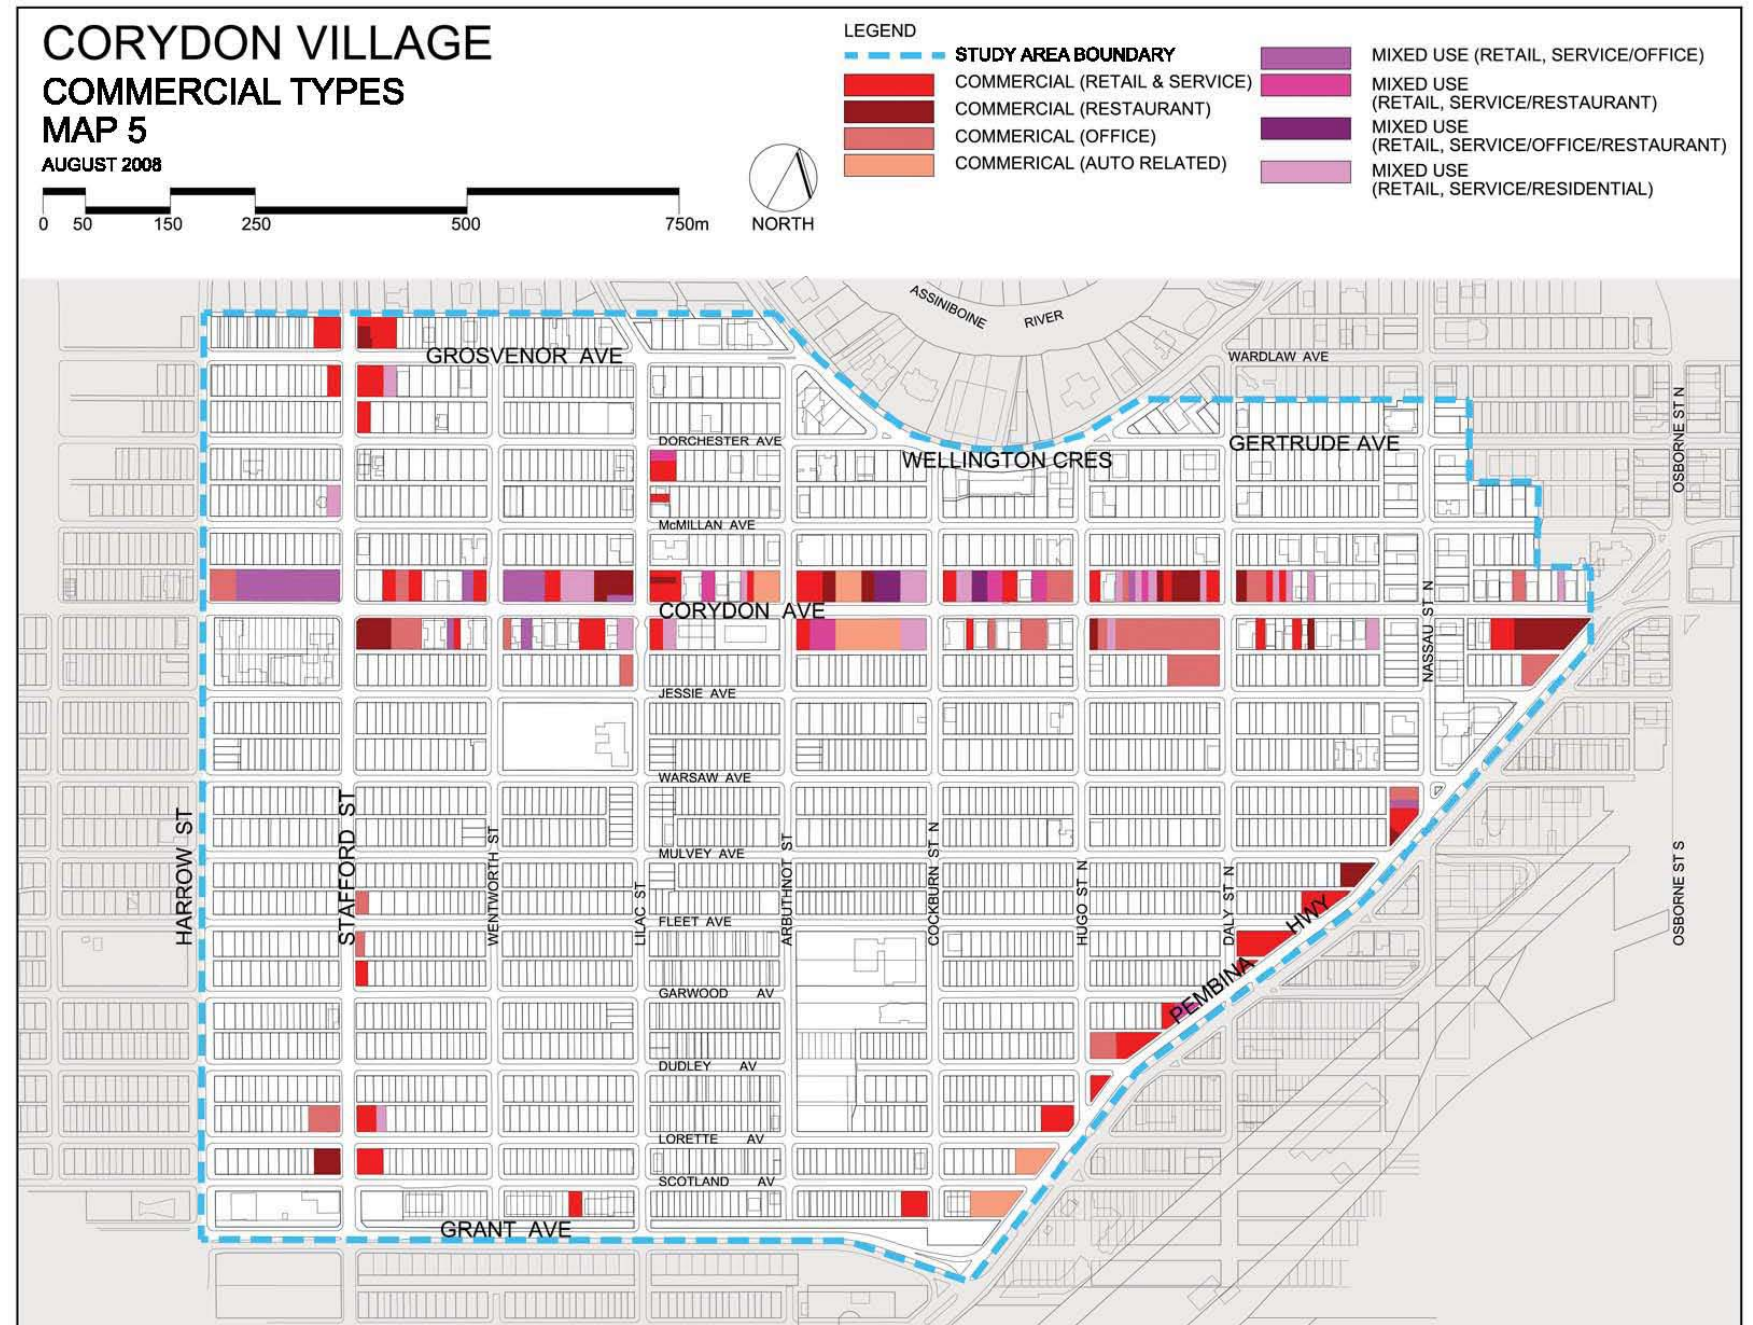 CORYDON VILLAGE
COMMERCIAL TYPES
MAP 5
AUGUST 2008
0 50 150 250 500 750m
NORTH
LEGEND
STUDY AREA BOUNDARY
COMMERCIAL (RETAIL & SERVICE)
COMMERCIAL (RESTAURANT)
COMMERICAL (OFFICE)
COMMERICAL (AUTO RELATED)
MIXED USE (RETAIL, SERVICE/OFFICE)
MIXED USE
(RETAIL, SERVICE/RESTAURANT)
MIXED USE
(RETAIL, SERVICE/OFFICE/RESTAURANT)
MIXED USE
(RETAIL, SERVICE/RESIDENTIAL)
ASSINIBOINE
RIVER
GROSVENOR AVE
WARDLAW AVE
DORCHESTER AVE
GERTRUDE AVE
WELLINGTON CRES
OSBORNE ST N
McMILLAN AVE
CORYDON AVE
NASSAU ST N
JESSIE AVE
WARSAW AVE
HARROW ST
STAFFORD ST
WENTWORTH ST
LILAC ST
MULVEY AVE
ARBUTHNOT ST
COCKBURN ST N
HUGO ST N
DALY ST N
OSBORNE ST S
FLEET AVE
PEMBINA HWY
GARWOOD AV
DUDLEY AV
LORETTE AV
SCOTLAND AV
GRANT AVE